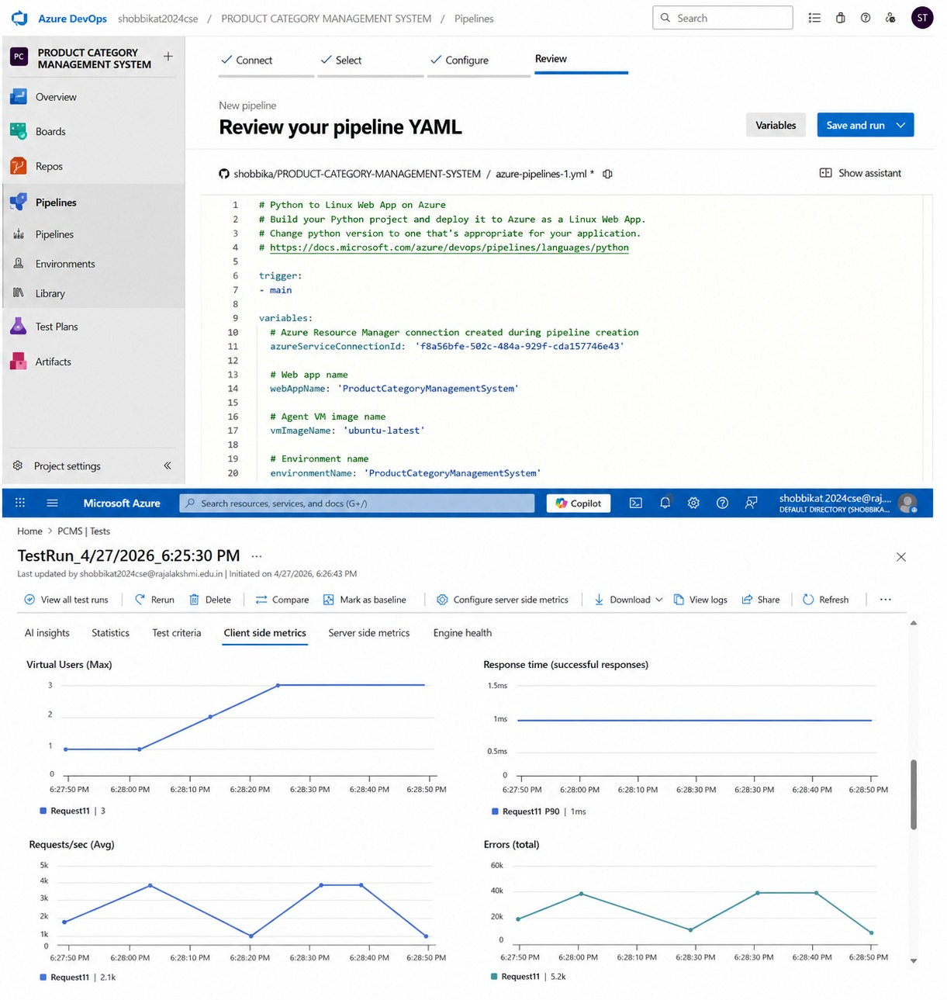 Azure DevOps shobbikat2024cse / PRODUCT CATEGORY MANAGEMENT SYSTEM / Pipelines Search ST
PC PRODUCT CATEGORY MANAGEMENT SYSTEM +
Overview
Boards
Repos
Pipelines
Pipelines
Environments
Library
Test Plans
Artifacts
Project settings «
Connect Select Configure Review
New pipeline
Review your pipeline YAML
Variables Save and run
shobbika/PRODUCT-CATEGORY-MANAGEMENT-SYSTEM / azure-pipelines-1.yml *
Show assistant
1 # Python to Linux Web App on Azure
2 # Build your Python project and deploy it to Azure as a Linux Web App.
3 # Change python version to one that's appropriate for your application.
4 # https://docs.microsoft.com/azure/devops/pipelines/languages/python
5
6 trigger:
7 - main
8
9 variables:
10 # Azure Resource Manager connection created during pipeline creation
11 azureServiceConnectionId: 'f8a56bfe-502c-484a-929f-cda157746e43'
12
13 # Web app name
14 webAppName: 'ProductCategoryManagementSystem'
15
16 # Agent VM image name
17 vmImageName: 'ubuntu-latest'
18
19 # Environment name
20 environmentName: 'ProductCategoryManagementSystem'
Microsoft Azure Search resources, services, and docs (G+/) Copilot shobbikat2024cse@raj....
DEFAULT DIRECTORY (SHOBBIKA...
Home > PCMS | Tests
TestRun_4/27/2026_6:25:30 PM ...
Last updated by shobbikat2024cse@rajalakshmi.edu.in | Initiated on 4/27/2026, 6:26:43 PM
View all test runs Rerun Delete Compare Mark as baseline Configure server side metrics Download View logs Share Refresh ...
AI insights Statistics Test criteria Client side metrics Server side metrics Engine health
Virtual Users (Max)
3
2
1
0
6:27:50 PM 6:28:00 PM 6:28:10 PM 6:28:20 PM 6:28:30 PM 6:28:40 PM 6:28:50 PM
Request11 | 3
Response time (successful responses)
1.5ms
1ms
0.5ms
0
6:27:50 PM 6:28:00 PM 6:28:10 PM 6:28:30 PM 6:28:30 PM 6:28:40 PM 6:28:50 PM
Request11 P90 | 1ms
Requests/sec (Avg)
5k
4k
3k
2k
1k
0
6:27:50 PM 6:28:00 PM 6:28:10 PM 6:28:20 PM 6:28:30 PM 6:28:40 PM 6:28:50 PM
Request11 | 2.1k
Errors (total)
60k
40k
20k
0
6:27:50 PM 6:28:00 PM 6:28:10 PM 6:28:30 PM 6:28:30 PM 6:28:40 PM 6:28:50 PM
Request11 | 5.2k